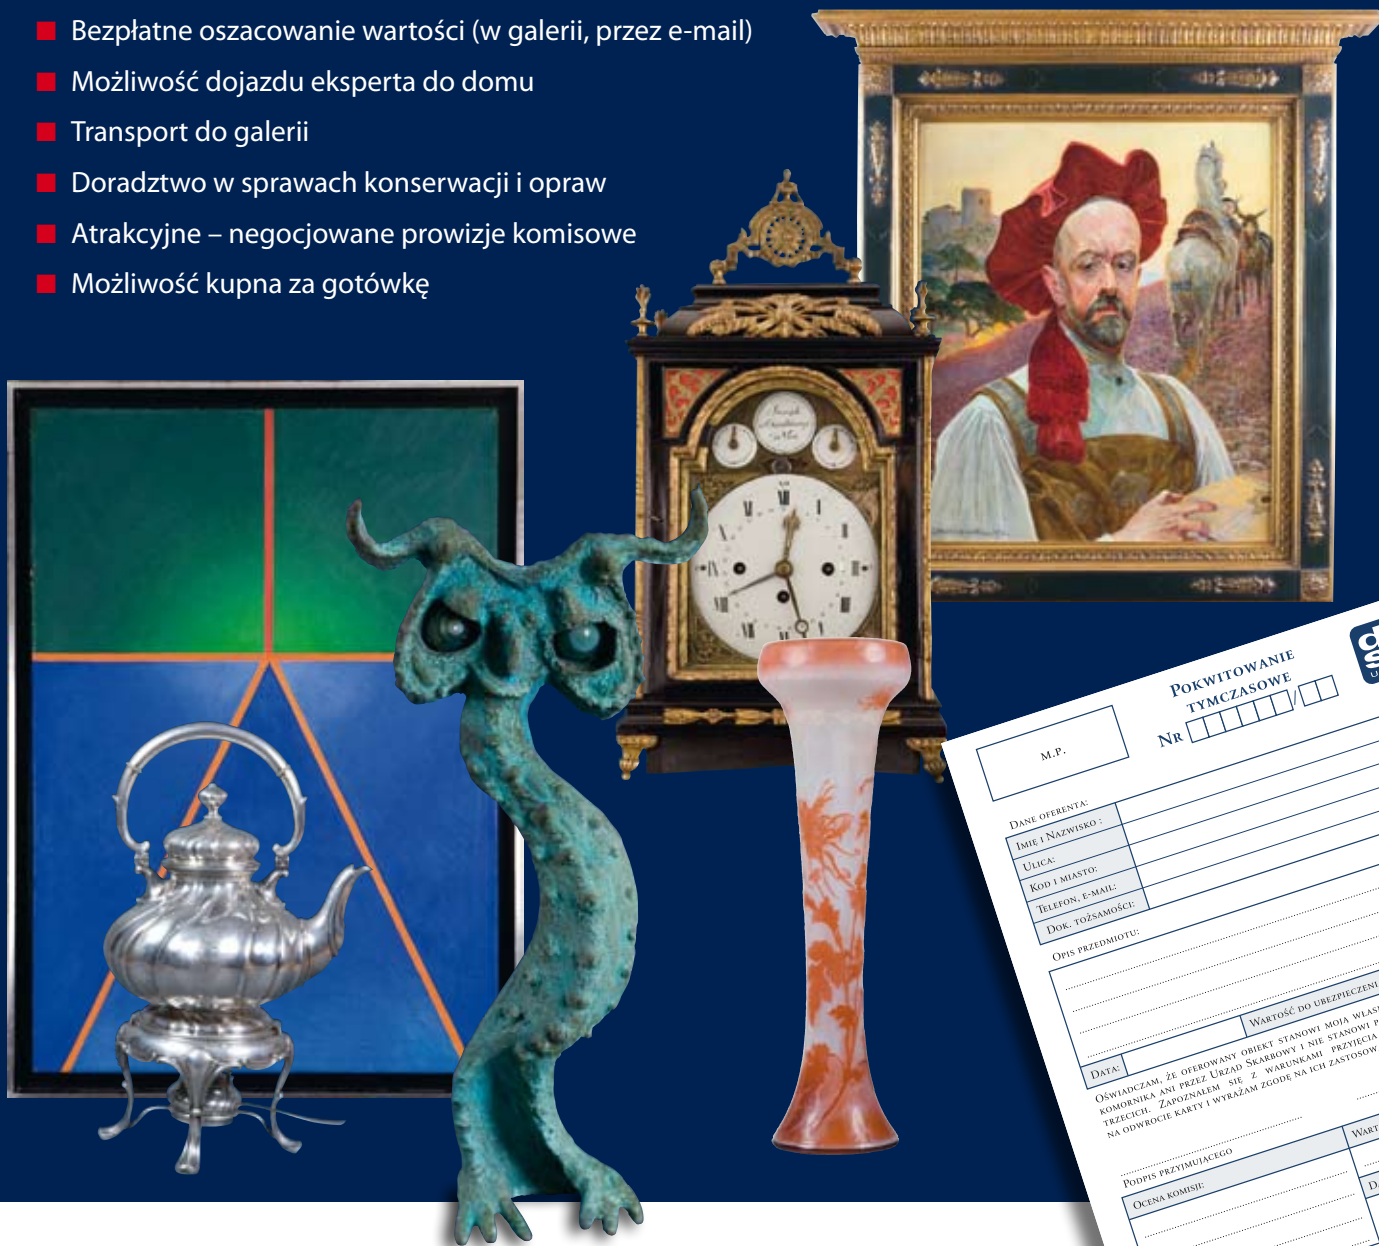 Bezpłatne oszacowanie wartości (w galerii, przez e-mail)
Możliwość dojazdu eksperta do domu
Transport do galerii
Doradztwo w sprawach konserwacji i opraw
Atrakcyjne – negocjowane prowizje komisowe
Możliwość kupna za gotówkę
Pokwitowanie
tymczasowe
Nr /
M.P.
Dane oferenta:
Imię i Nazwisko :
Ulica:
Kod i miasto:
Telefon, e-mail:
Dok. tożsamości:
Opis przedmiotu:
Wartość do ubezpieczeni
Data:
Oświadczam, że oferowany obiekt stanowi moją
komornika ani przez Urząd Skarbowy i nie stanowi
trzecich. Zapoznałem się z warunkami przyjęcia
na odwrocie karty i wyrażam zgodę na ich
Podpis przyjmującego
Ocena komisji: